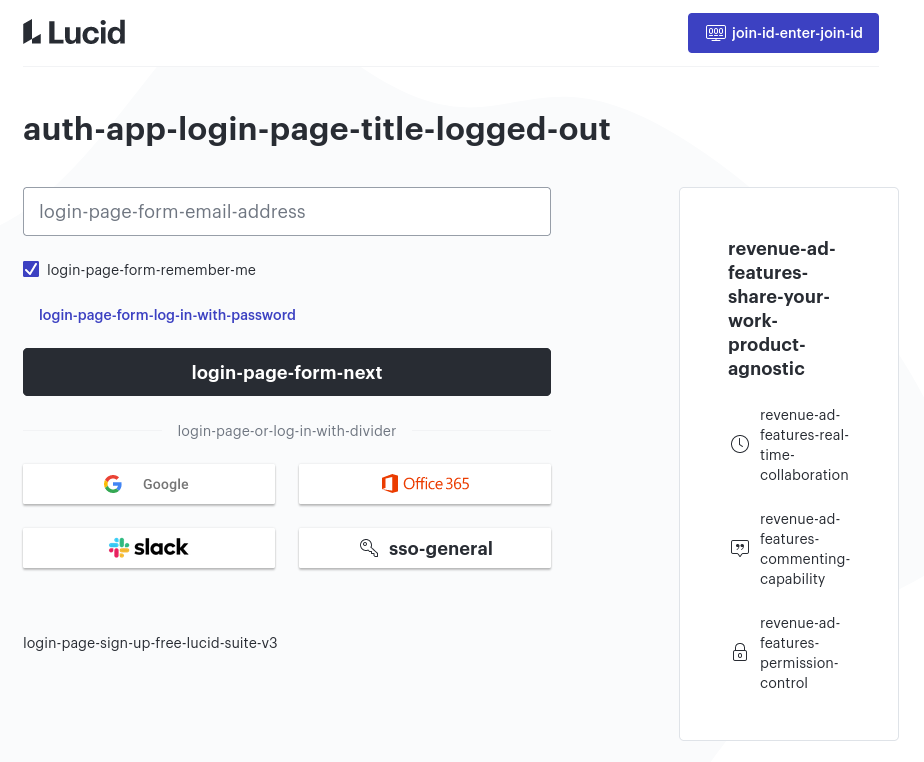 Lucid
join-id-enter-join-id
auth-app-login-page-title-logged-out
login-page-form-email-address
login-page-form-remember-me
login-page-form-log-in-with-password
login-page-form-next
login-page-or-log-in-with-divider
Google
Office 365
slack
sso-general
login-page-sign-up-free-lucid-suite-v3
revenue-ad-
features-
share-your-
work-
product-
agnostic
revenue-ad-
features-real-
time-
collaboration
revenue-ad-
features-
commenting-
capability
revenue-ad-
features-
permission-
control